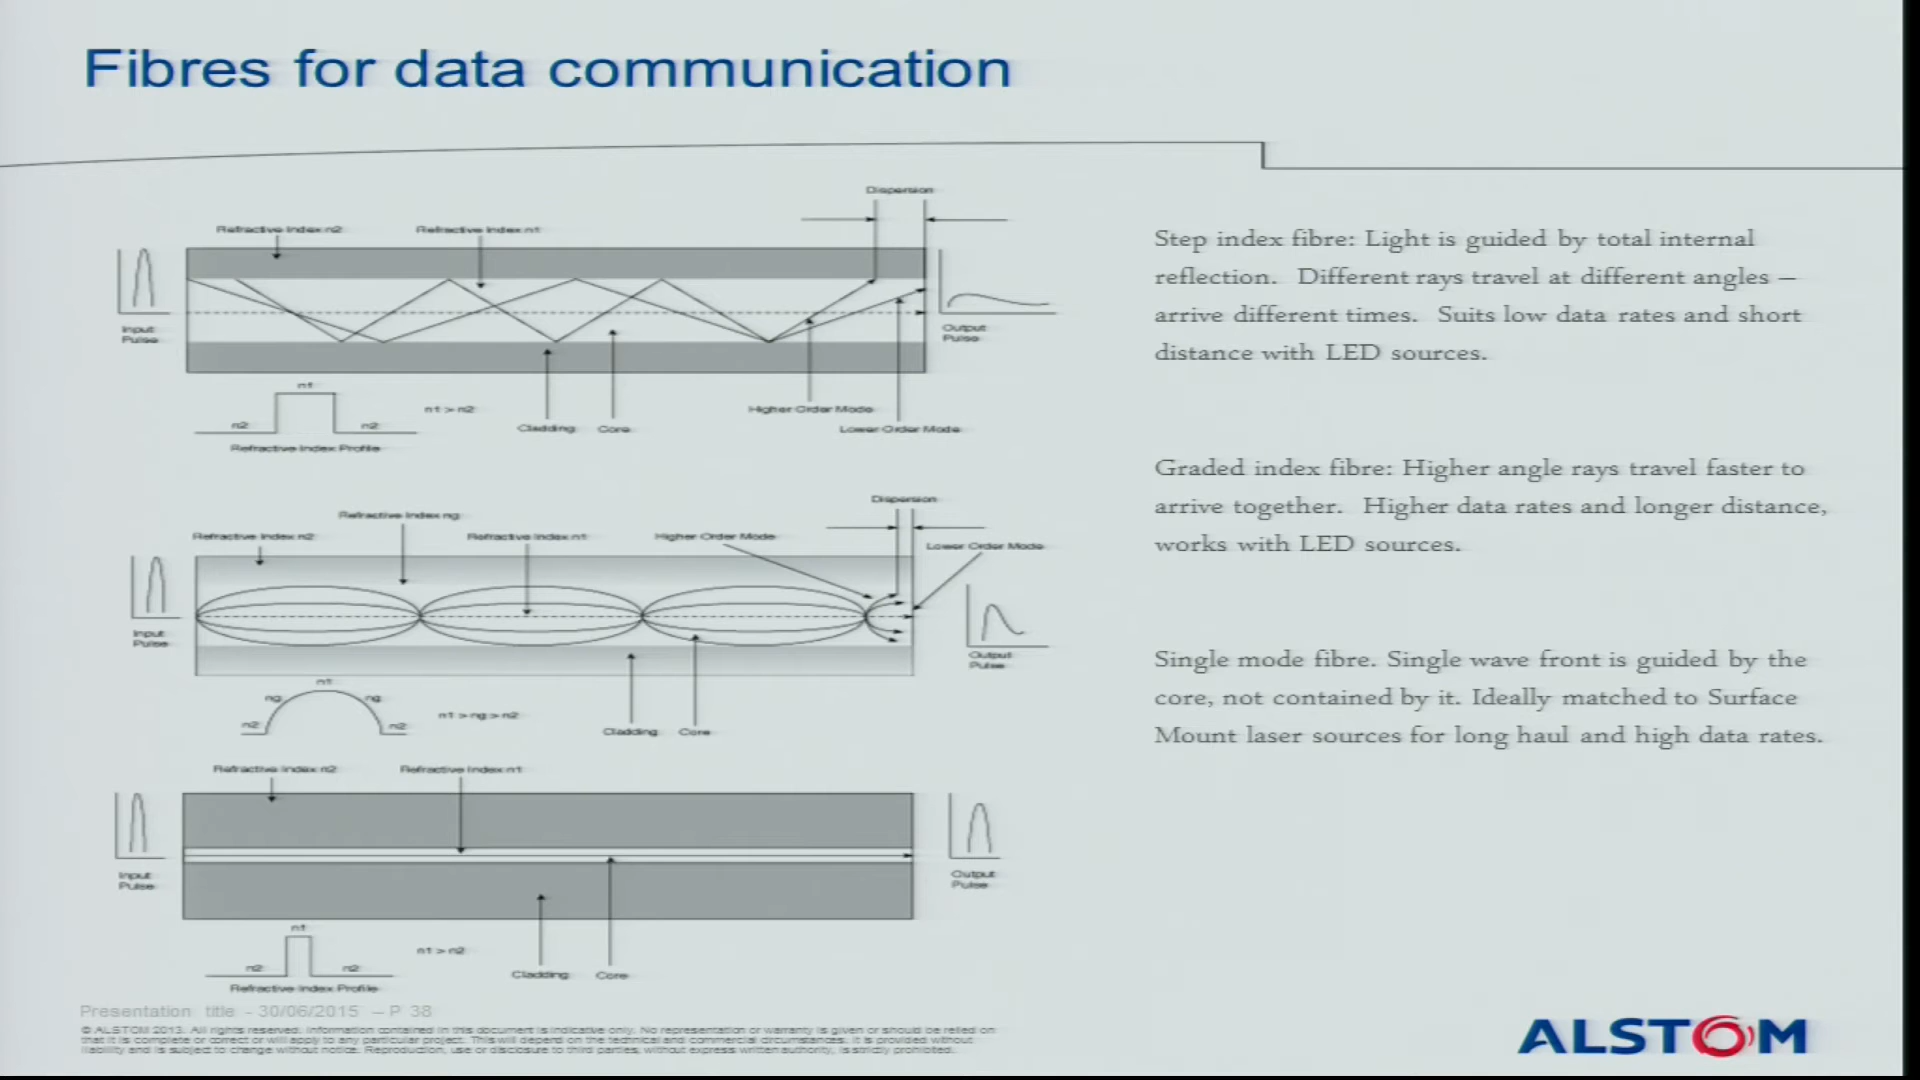 Fibres for data communication
Dispersion
Refractive Index n2
Refractive Index n1
Input
Pulse
Output
Pulse
n1
n2
n2
n1 > n2
Refractive Index Profile
Cladding
Core
Higher Order Mode
Lower Order Mode
Step index fibre: Light is guided by total internal
reflection. Different rays travel at different angles –
arrive different times. Suits low data rates and short
distance with LED sources.
Dispersion
Refractive Index ng
Refractive Index n2
Refractive Index n1
Higher Order Mode
Lower Order Mode
Input
Pulse
Output
Pulse
n1
ng
ng
n2
n2
n1 > ng > n2
Cladding
Core
Graded index fibre: Higher angle rays travel faster to
arrive together. Higher data rates and longer distance,
works with LED sources.
Refractive Index n2
Refractive Index n1
Input
Pulse
Output
Pulse
n1
n2
n2
n1 > n2
Refractive Index Profile
Cladding
Core
Single mode fibre. Single wave front is guided by the
core, not contained by it. Ideally matched to Surface
Mount laser sources for long haul and high data rates.
Presentation title - 30/06/2015 – P 38
© ALSTOM 2013. All rights reserved. Information contained in this document is indicative only. No representation or warranty is given or should be relied on
that it is complete or correct or will apply to any particular project. This will depend on the technical and commercial circumstances. It is provided without
liability and is subject to change without notice. Reproduction, use or disclosure to third parties, without express written authority, is strictly prohibited.
ALSTOM